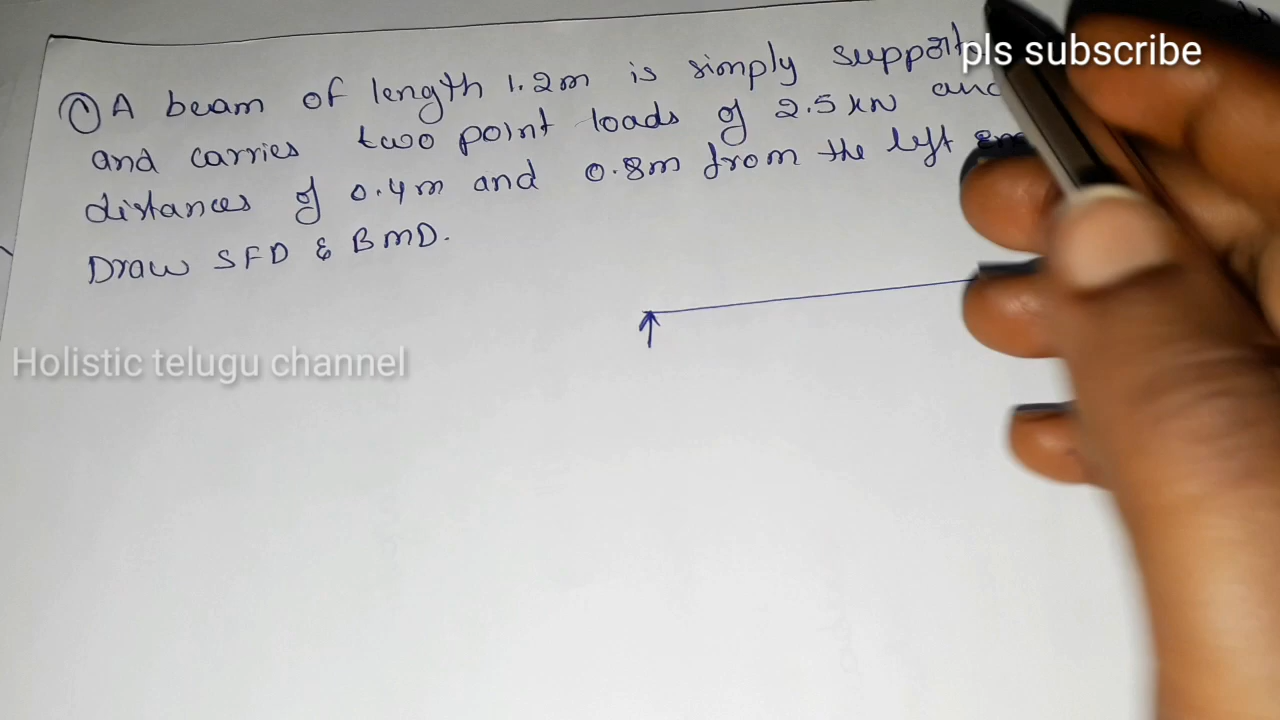 ① A beam of length 1.2m is simply
pls subscribe
and carries two point loads of 2.5 KN and
distances of 0.4m and 0.8m from the left
Draw SFD & BMD.
Holistic telugu channel